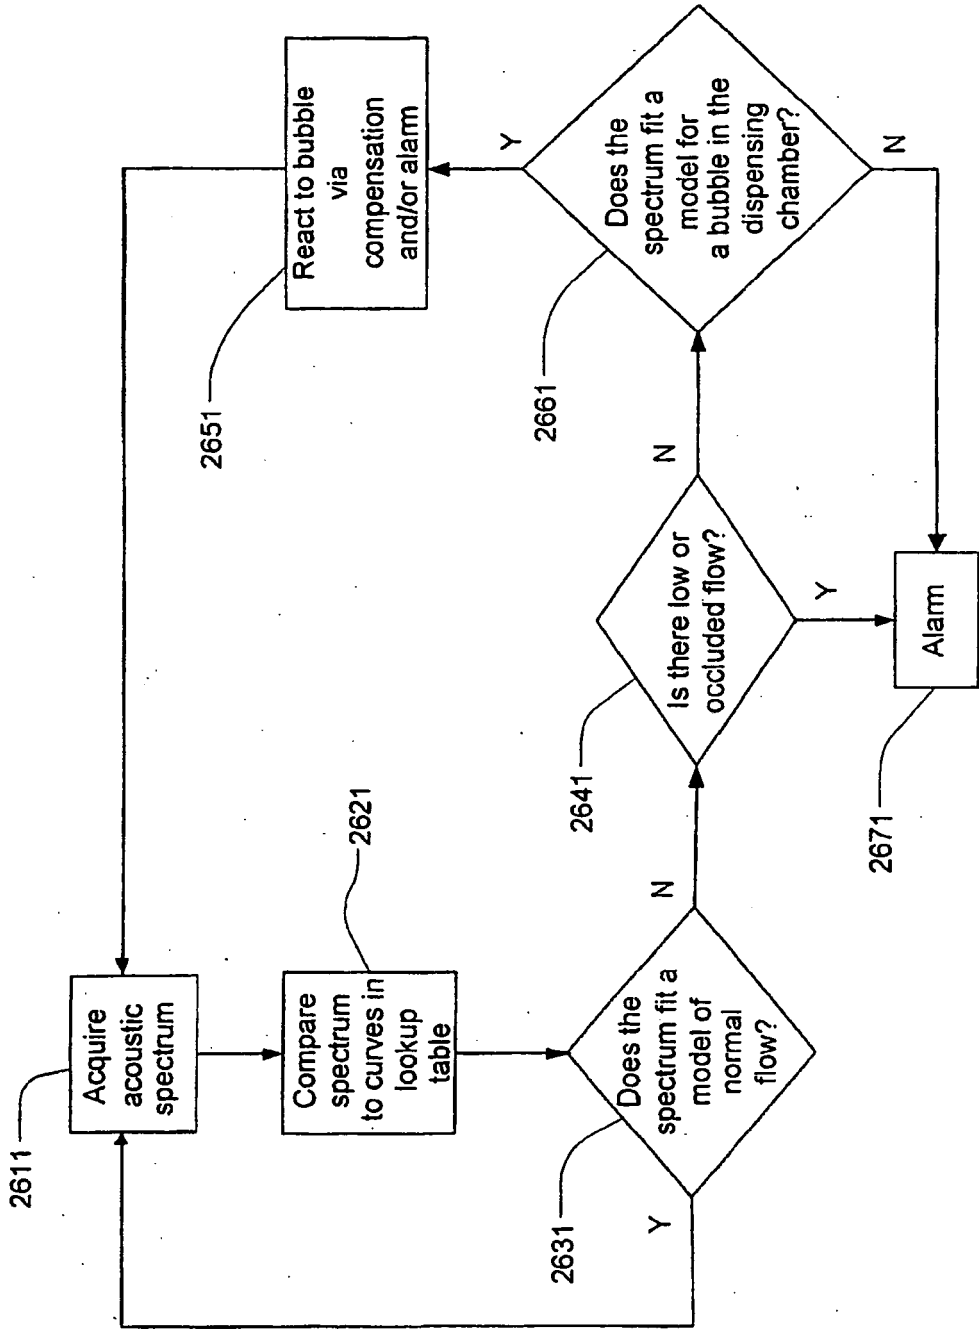 2611
Acquire
acoustic
spectrum
2621
Compare
spectrum
to curves in
lookup
table
2631
Does the
spectrum fit a
model of
normal
flow?
Y
N
2641
Is there low or
occluded flow?
Y
N
2651
React to bubble
via
compensation
and/or alarm
2661
Does the
spectrum fit a
model for
a bubble in the
dispensing
chamber?
Y
N
2671
Alarm